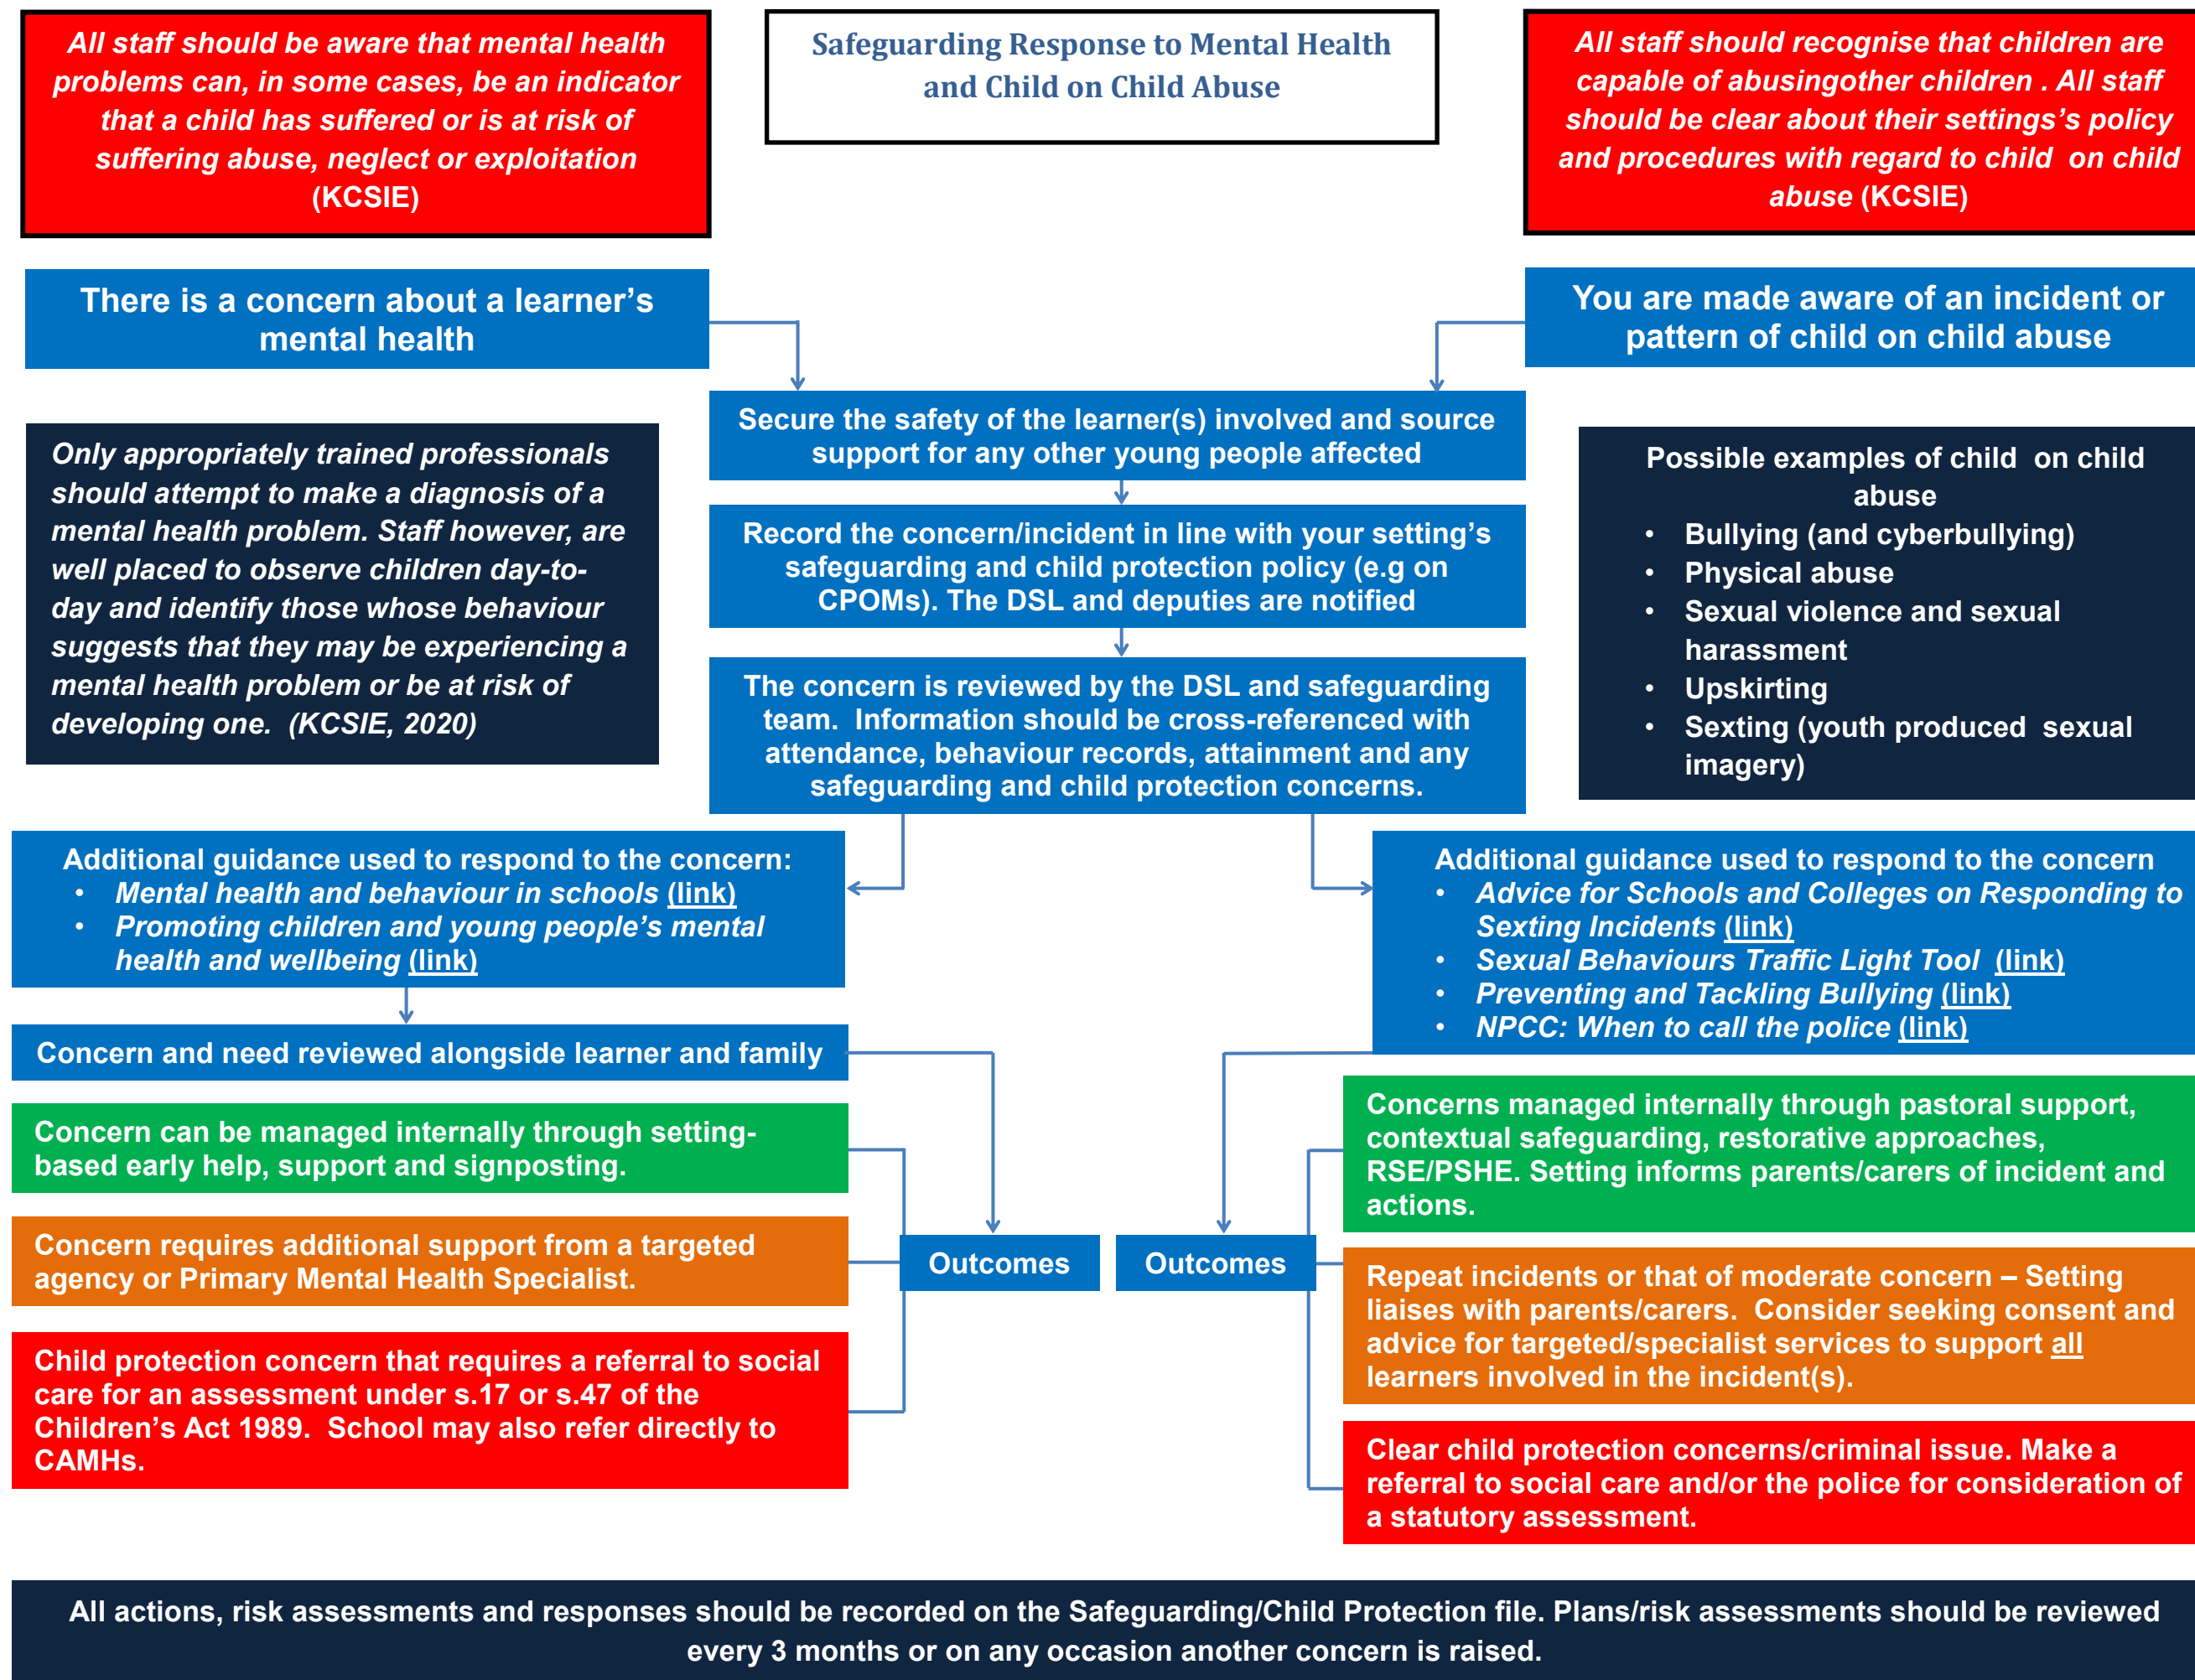 All staff should be aware that mental health
problems can, in some cases, be an indicator
that a child has suffered or is at risk of
suffering abuse, neglect or exploitation
(KCSIE)
Safeguarding Response to Mental Health
and Child on Child Abuse
All staff should recognise that children are
capable of abusingother children . All staff
should be clear about their settings's policy
and procedures with regard to child  on child
abuse (KCSIE)
There is a concern about a learner’s
mental health
You are made aware of an incident or
pattern of child on child abuse
Secure the safety of the learner(s) involved and source
support for any other young people affected
Only appropriately trained professionals
should attempt to make a diagnosis of a
mental health problem. Staff however, are
well placed to observe children day-to-
day and identify those whose behaviour
suggests that they may be experiencing a
mental health problem or be at risk of
developing one.  (KCSIE, 2020)
Record the concern/incident in line with your setting’s
safeguarding and child protection policy (e.g on
CPOMs). The DSL and deputies are notified
The concern is reviewed by the DSL and safeguarding
team.  Information should be cross-referenced with
attendance, behaviour records, attainment and any
safeguarding and child protection concerns.
Possible examples of child  on child
abuse
• Bullying (and cyberbullying)
• Physical abuse
• Sexual violence and sexual
harassment
• Upskirting
• Sexting (youth produced  sexual
imagery)
Additional guidance used to respond to the concern:
• Mental health and behaviour in schools (link)
• Promoting children and young people’s mental
health and wellbeing (link)
Additional guidance used to respond to the concern
• Advice for Schools and Colleges on Responding to
Sexting Incidents (link)
• Sexual Behaviours Traffic Light Tool  (link)
• Preventing and Tackling Bullying (link)
• NPCC: When to call the police (link)
Concern and need reviewed alongside learner and family
Concern can be managed internally through setting-
based early help, support and signposting.
Concern requires additional support from a targeted
agency or Primary Mental Health Specialist.
Child protection concern that requires a referral to social
care for an assessment under s.17 or s.47 of the
Children’s Act 1989.  School may also refer directly to
CAMHs.
Outcomes
Outcomes
Concerns managed internally through pastoral support,
contextual safeguarding, restorative approaches,
RSE/PSHE. Setting informs parents/carers of incident and
actions.
Repeat incidents or that of moderate concern – Setting
liaises with parents/carers.  Consider seeking consent and
advice for targeted/specialist services to support all
learners involved in the incident(s).
Clear child protection concerns/criminal issue. Make a
referral to social care and/or the police for consideration of
a statutory assessment.
All actions, risk assessments and responses should be recorded on the Safeguarding/Child Protection file. Plans/risk assessments should be reviewed
every 3 months or on any occasion another concern is raised.